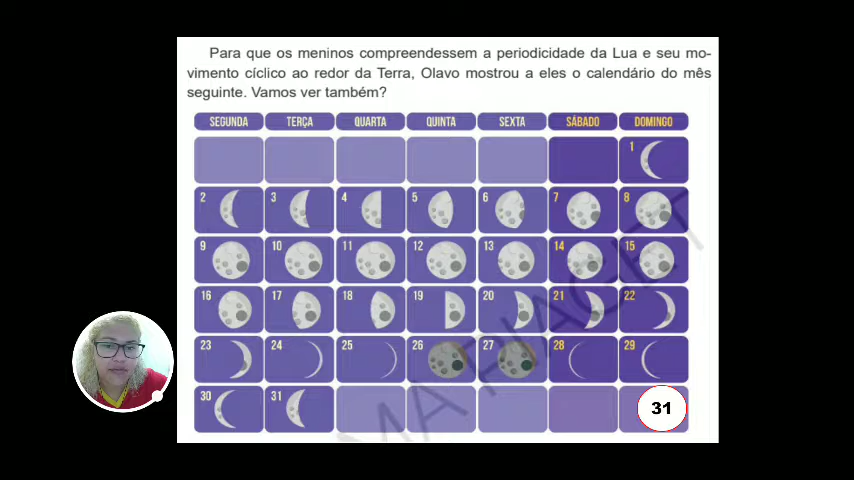 Para que os meninos compreendessem a periodicidade da Lua e seu mo-
vimento cíclico ao redor da Terra, Olavo mostrou a eles o calendário do mês
seguinte. Vamos ver também?
SEGUNDA TERÇA QUARTA QUINTA SEXTA SÁBADO DOMINGO
1
2 3 4 5 6 7 8
9 10 11 12 13 14 15
16 17 18 19 20 21 22
23 24 25 26 27 28 29
30 31 31